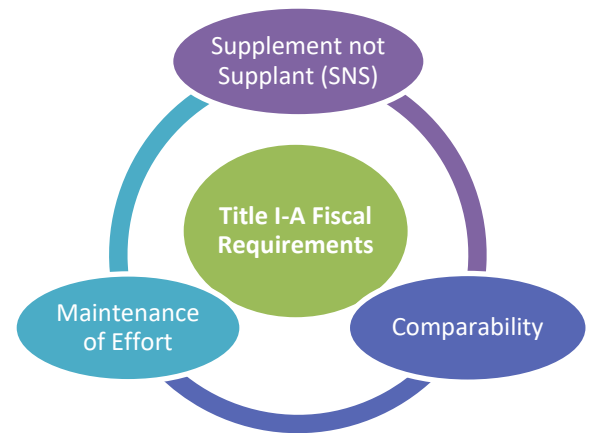 Supplement not
Supplant (SNS)
Title I-A Fiscal
Requirements
Maintenance
of Effort
Comparability